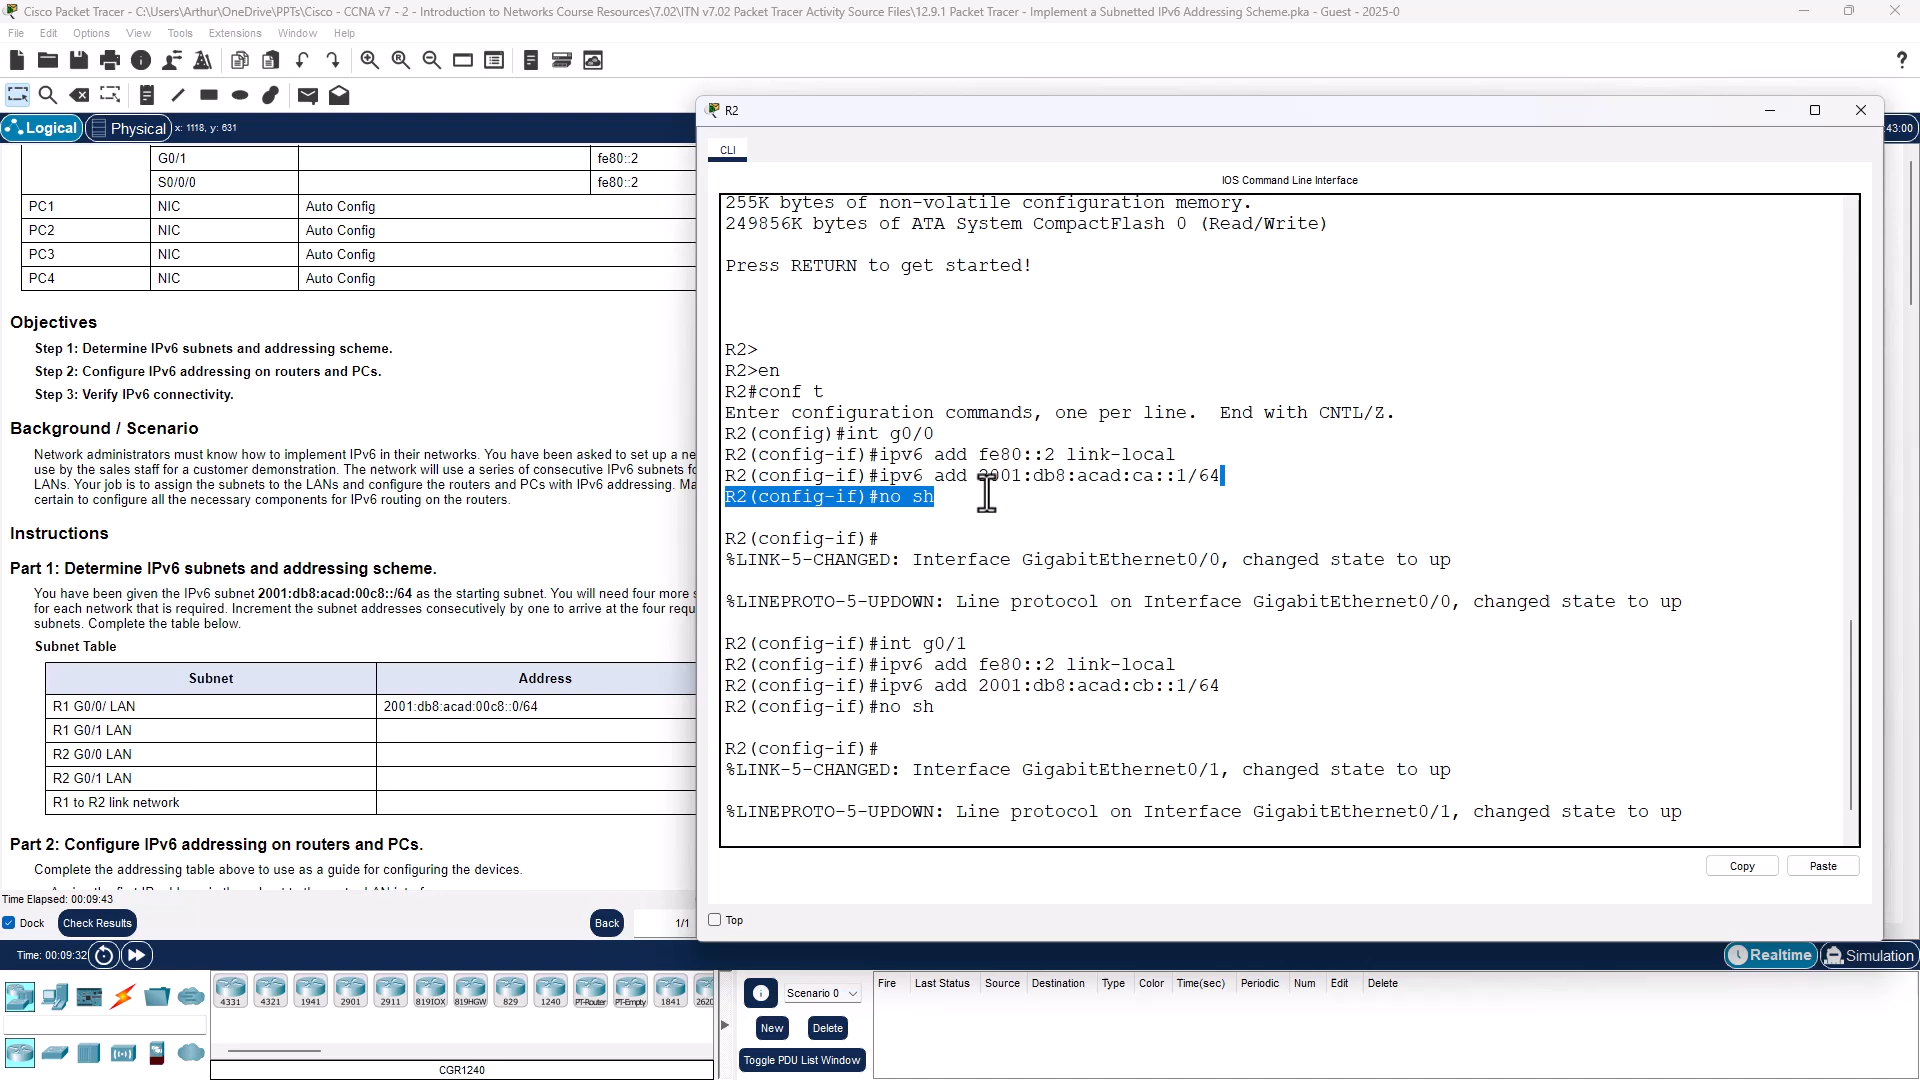 Cisco Packet Tracer - C:\Users\Arthur\OneDrive\PPTs\Cisco - CCNA v7 - 2 - Introduction to Networks Course Resources\7.02\ITN v7.02 Packet Tracer Activity Source Files\12.9.1 Packet Tracer - Implement a Subnetted IPv6 Addressing Scheme.pka - Guest - 2025-0
File Edit Options View Tools Extensions Window Help
Logical Physical x: 1118, y: 631
43:00
G0/1 fe80::2
S0/0/0 fe80::2
PC1 NIC Auto Config
PC2 NIC Auto Config
PC3 NIC Auto Config
PC4 NIC Auto Config
Objectives
Step 1: Determine IPv6 subnets and addressing scheme.
Step 2: Configure IPv6 addressing on routers and PCs.
Step 3: Verify IPv6 connectivity.
Background / Scenario
Network administrators must know how to implement IPv6 in their networks. You have been asked to set up a ne
use by the sales staff for a customer demonstration. The network will use a series of consecutive IPv6 subnets fo
LANs. Your job is to assign the subnets to the LANs and configure the routers and PCs with IPv6 addressing. Ma
certain to configure all the necessary components for IPv6 routing on the routers.
Instructions
Part 1: Determine IPv6 subnets and addressing scheme.
You have been given the IPv6 subnet 2001:db8:acad:00c8::/64 as the starting subnet. You will need four more s
for each network that is required. Increment the subnet addresses consecutively by one to arrive at the four requ
subnets. Complete the table below.
Subnet Table
Subnet Address
R1 G0/0/ LAN 2001:db8:acad:00c8::0/64
R1 G0/1 LAN
R2 G0/0 LAN
R2 G0/1 LAN
R1 to R2 link network
Part 2: Configure IPv6 addressing on routers and PCs.
Complete the addressing table above to use as a guide for configuring the devices.
Time Elapsed: 00:09:43
Dock Check Results Back 1/1
R2
CLI
IOS Command Line Interface
255K bytes of non-volatile configuration memory.
249856K bytes of ATA System CompactFlash 0 (Read/Write)
Press RETURN to get started!
R2>
R2>en
R2#conf t
Enter configuration commands, one per line. End with CNTL/Z.
R2(config)#int g0/0
R2(config-if)#ipv6 add fe80::2 link-local
R2(config-if)#ipv6 add 2001:db8:acad:ca::1/64
R2(config-if)#no sh
R2(config-if)#
%LINK-5-CHANGED: Interface GigabitEthernet0/0, changed state to up
%LINEPROTO-5-UPDOWN: Line protocol on Interface GigabitEthernet0/0, changed state to up
R2(config-if)#int g0/1
R2(config-if)#ipv6 add fe80::2 link-local
R2(config-if)#ipv6 add 2001:db8:acad:cb::1/64
R2(config-if)#no sh
R2(config-if)#
%LINK-5-CHANGED: Interface GigabitEthernet0/1, changed state to up
%LINEPROTO-5-UPDOWN: Line protocol on Interface GigabitEthernet0/1, changed state to up
Copy Paste
Top
Time: 00:09:32 Realtime Simulation
4331 4321 1941 2901 2911 819IOX 819HGW 829 1240 PT-Router PT-Empty 1841 2620
CGR1240
Scenario 0
New Delete
Toggle PDU List Window
Fire Last Status Source Destination Type Color Time(sec) Periodic Num Edit Delete